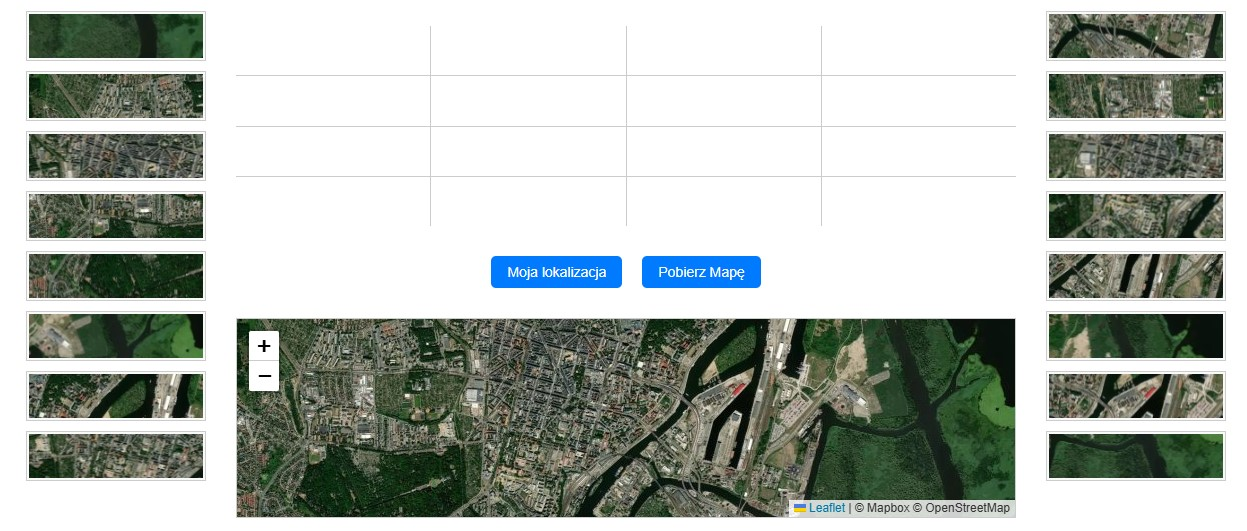 Moja lokalizacja
Pobierz Mapę
+
−
Leaflet | © Mapbox © OpenStreetMap